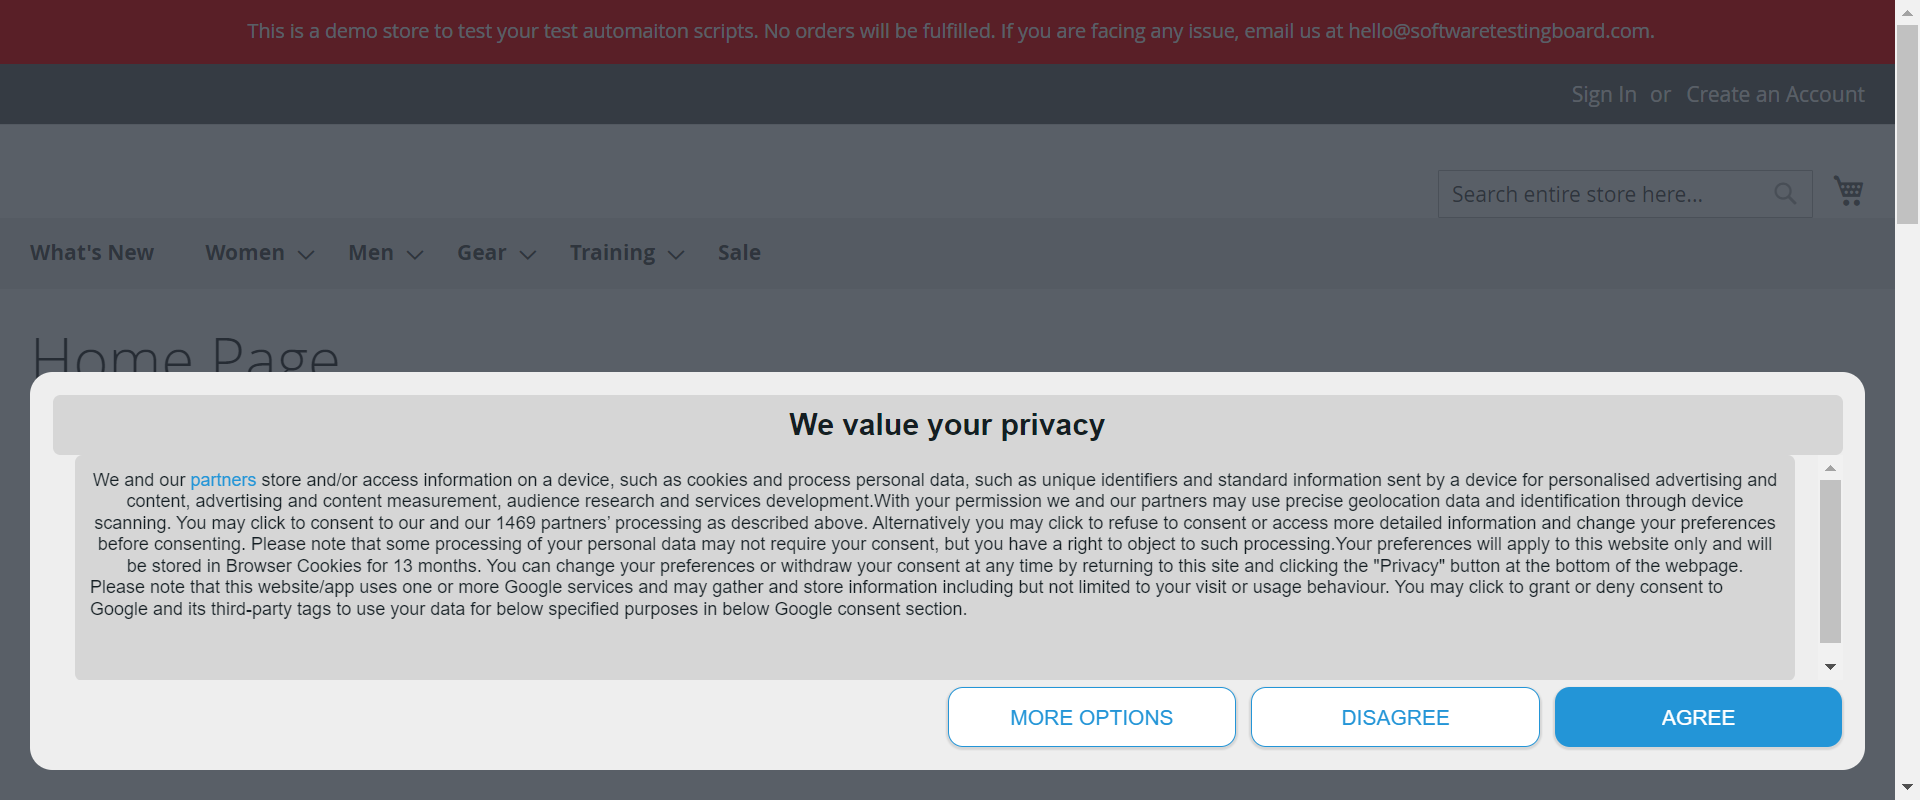 This is a demo store to test your test automaiton scripts. No orders will be fulfilled. If you are facing any issue, email us at hello@softwaretestingboard.com.
Sign In or Create an Account
Search entire store here...
What's New Women Men Gear Training Sale
Home Page
We value your privacy
We and our partners store and/or access information on a device, such as cookies and process personal data, such as unique identifiers and standard information sent by a device for personalised advertising and
content, advertising and content measurement, audience research and services development.With your permission we and our partners may use precise geolocation data and identification through device
scanning. You may click to consent to our and our 1469 partners’ processing as described above. Alternatively you may click to refuse to consent or access more detailed information and change your preferences
before consenting. Please note that some processing of your personal data may not require your consent, but you have a right to object to such processing.Your preferences will apply to this website only and will
be stored in Browser Cookies for 13 months. You can change your preferences or withdraw your consent at any time by returning to this site and clicking the "Privacy" button at the bottom of the webpage.
Please note that this website/app uses one or more Google services and may gather and store information including but not limited to your visit or usage behaviour. You may click to grant or deny consent to
Google and its third-party tags to use your data for below specified purposes in below Google consent section.
MORE OPTIONS DISAGREE AGREE